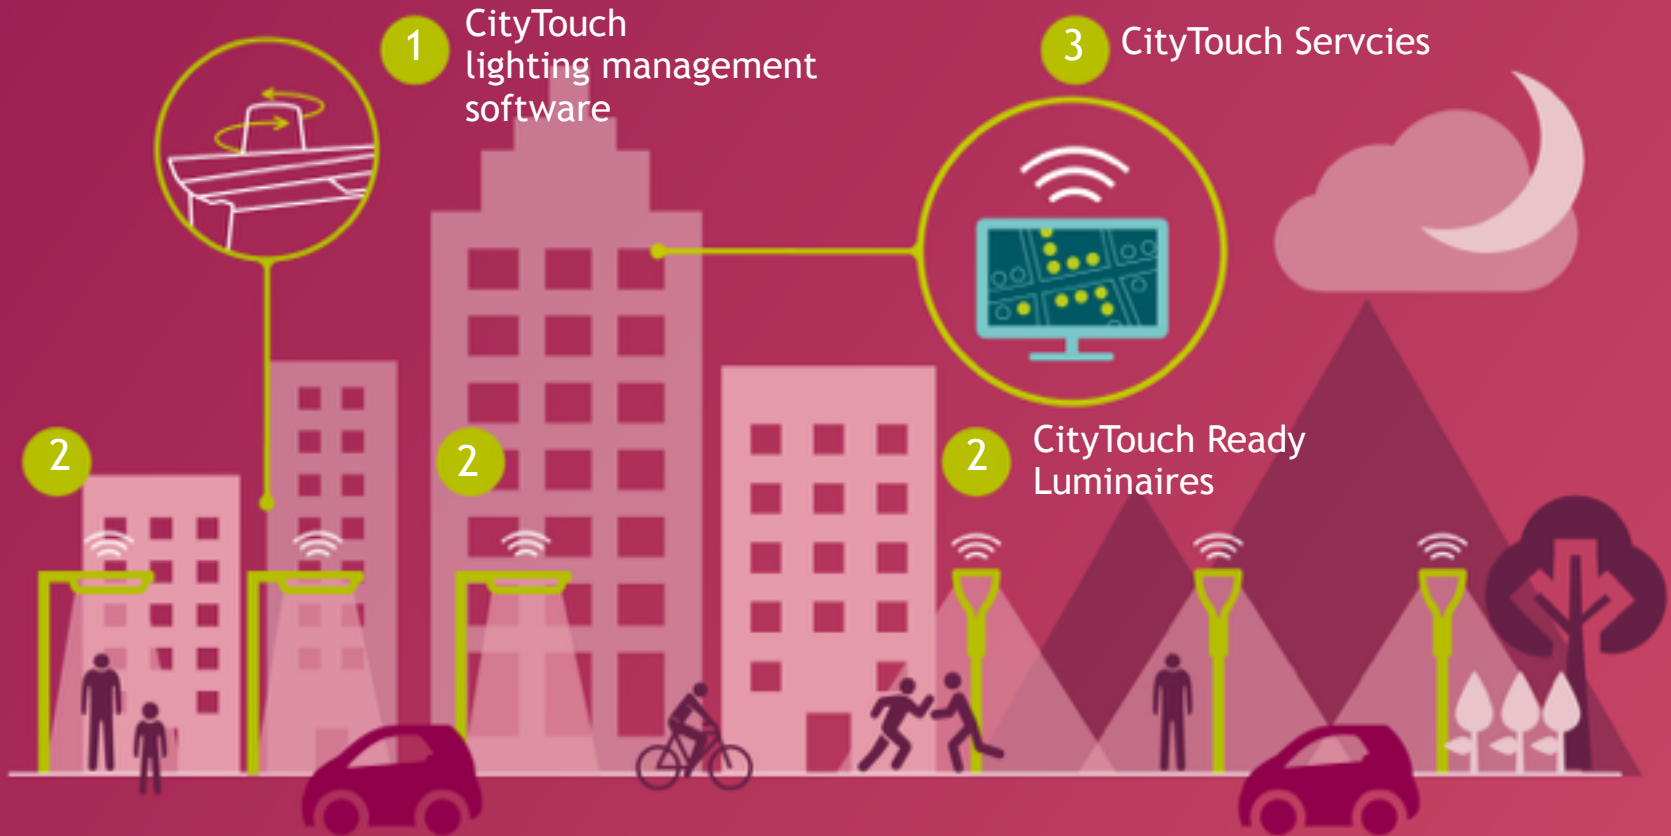 1
CityTouch
lighting management
software
3
CityTouch Servcies
2
2
2
CityTouch Ready
Luminaires